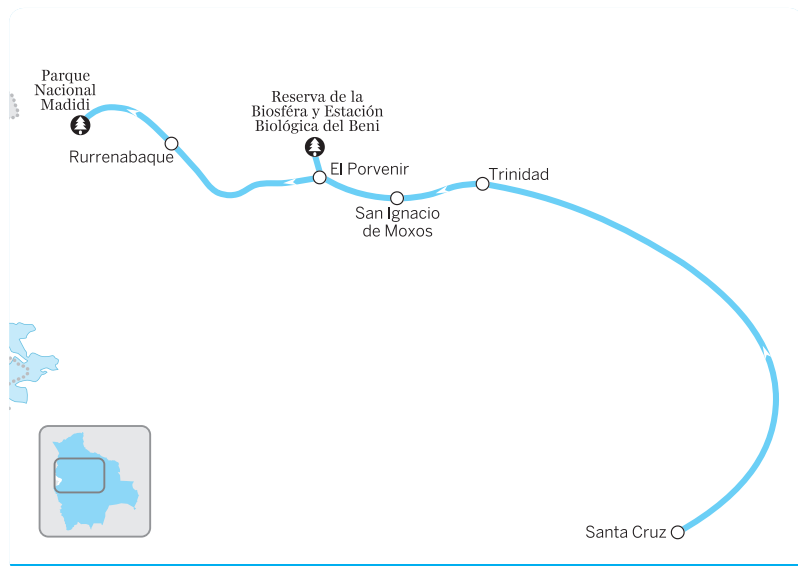 Parque
Nacional
Madidi
Reserva de la
Biosféra y Estación
Biológica del Beni
Rurrenabaque
El Porvenir
Trinidad
San Ignacio
de Moxos
Santa Cruz